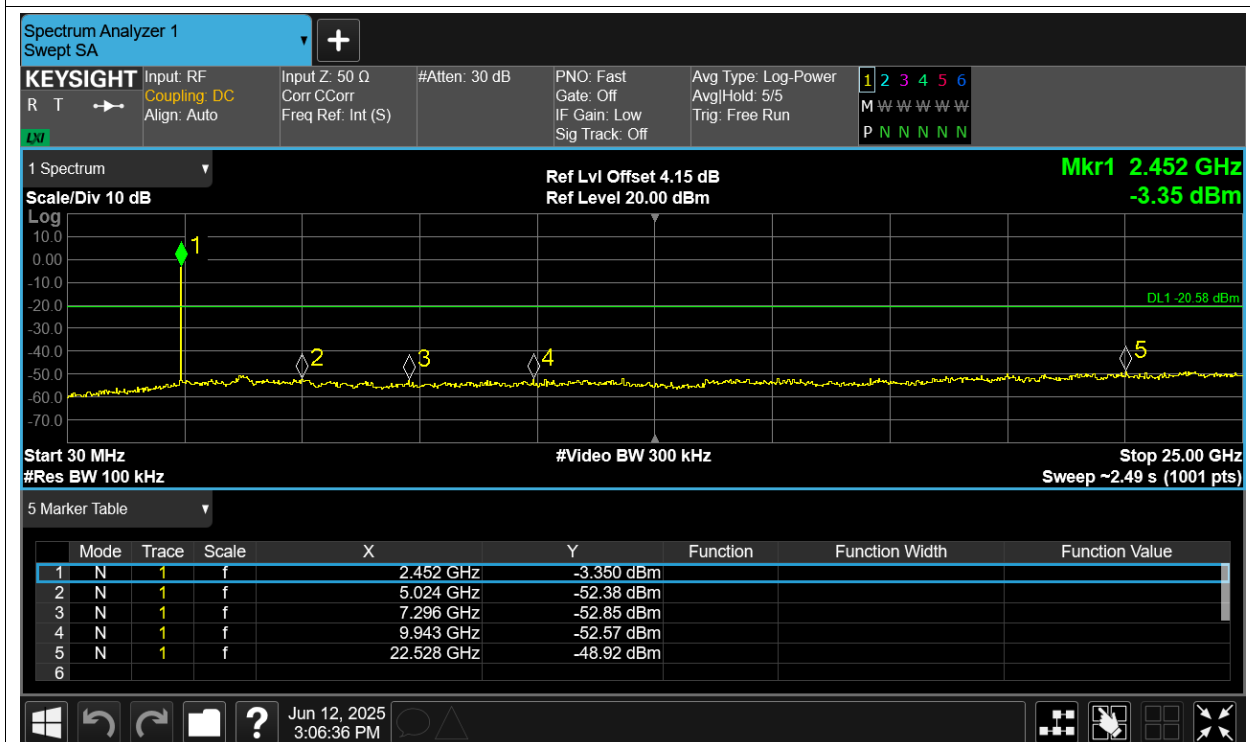 Spectrum Analyzer 1
Swept SA
KEYSIGHT
R T
LXI
Input: RF
Coupling: DC
Align: Auto
Input Z: 50 Ω
Corr CCorr
Freq Ref: Int (S)
#Atten: 30 dB
PNO: Fast
Gate: Off
IF Gain: Low
Sig Track: Off
Avg Type: Log-Power
Avg|Hold: 5/5
Trig: Free Run
1 2 3 4 5 6
M W W W W W
P N N N N N
1 Spectrum
Scale/Div 10 dB
Ref Lvl Offset 4.15 dB
Ref Level 20.00 dBm
Mkr1 2.452 GHz
-3.35 dBm
Log
10.0
0.00
-10.0
-20.0
-30.0
-40.0
-50.0
-60.0
-70.0
1
DL1 -20.58 dBm
2
3
4
5
Start 30 MHz
#Res BW 100 kHz
#Video BW 300 kHz
Stop 25.00 GHz
Sweep ~2.49 s (1001 pts)
5 Marker Table
Mode Trace Scale X Y Function Function Width Function Value
1 N 1 f 2.452 GHz -3.350 dBm
2 N 1 f 5.024 GHz -52.38 dBm
3 N 1 f 7.296 GHz -52.85 dBm
4 N 1 f 9.943 GHz -52.57 dBm
5 N 1 f 22.528 GHz -48.92 dBm
6
?
Jun 12, 2025
3:06:36 PM